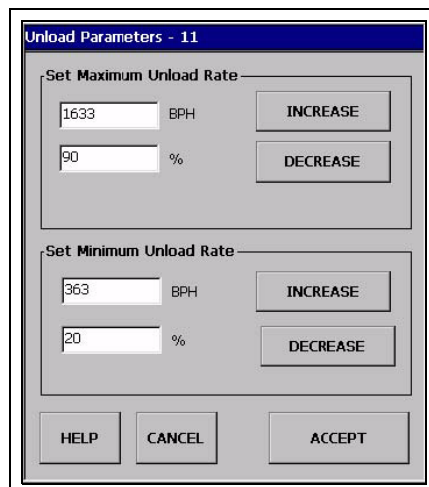 Unload Parameters - 11
Set Maximum Unload Rate
1633 BPH INCREASE
90 % DECREASE
Set Minimum Unload Rate
363 BPH INCREASE
20 % DECREASE
HELP CANCEL ACCEPT